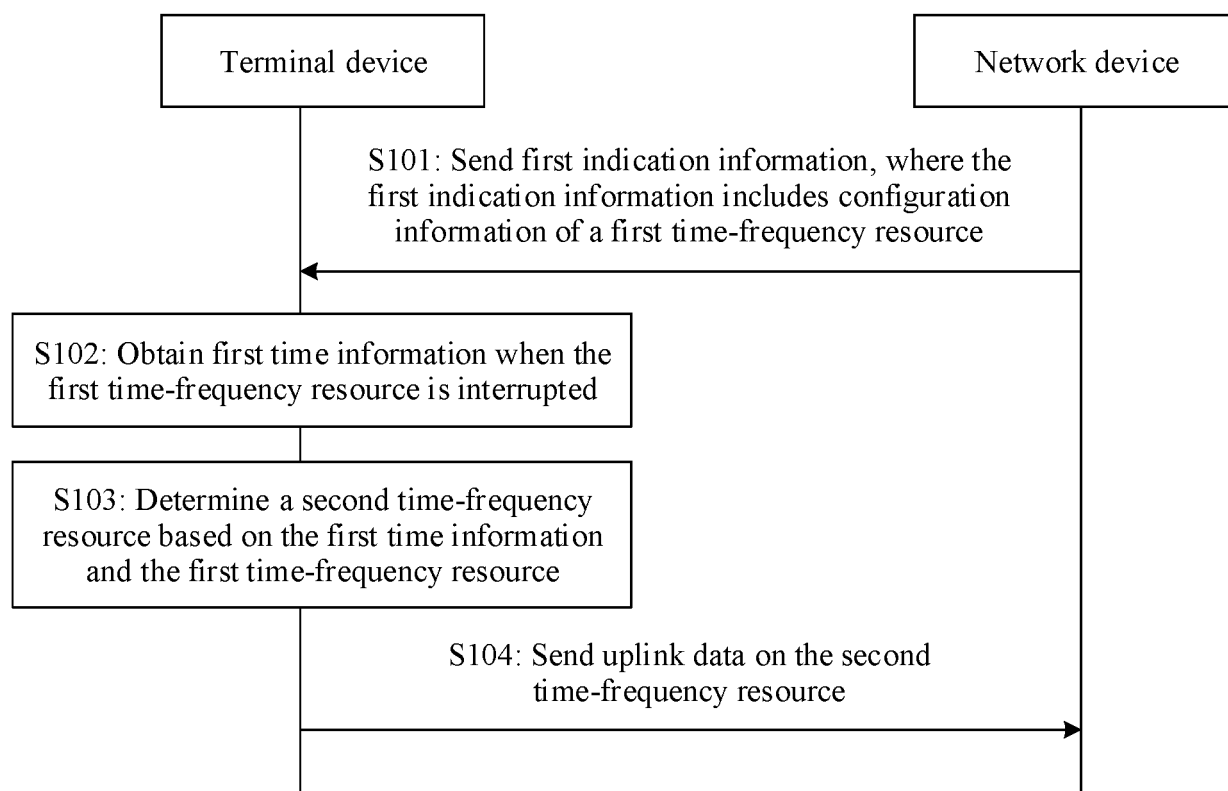 Terminal device
Network device
S101: Send first indication information, where the
first indication information includes configuration
information of a first time-frequency resource
S102: Obtain first time information when the
first time-frequency resource is interrupted
S103: Determine a second time-frequency
resource based on the first time information
and the first time-frequency resource
S104: Send uplink data on the second
time-frequency resource